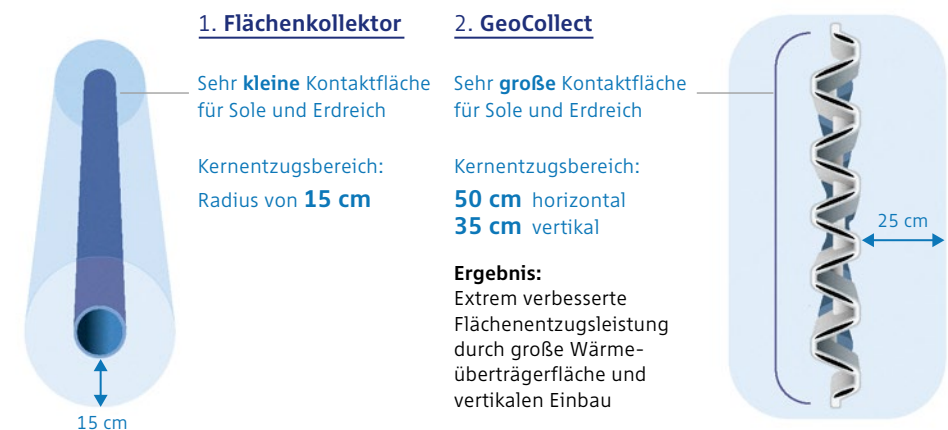 1. Flächenkollektor
Sehr kleine Kontaktfläche
für Sole und Erdreich
Kernentzugsbereich:
Radius von 15 cm
15 cm
2. GeoCollect
Sehr große Kontaktfläche
für Sole und Erdreich
Kernentzugsbereich:
50 cm horizontal
35 cm vertikal
Ergebnis:
Extrem verbesserte
Flächenentzugsleistung
durch große Wärme-
überträgerfläche und
vertikalen Einbau
25 cm